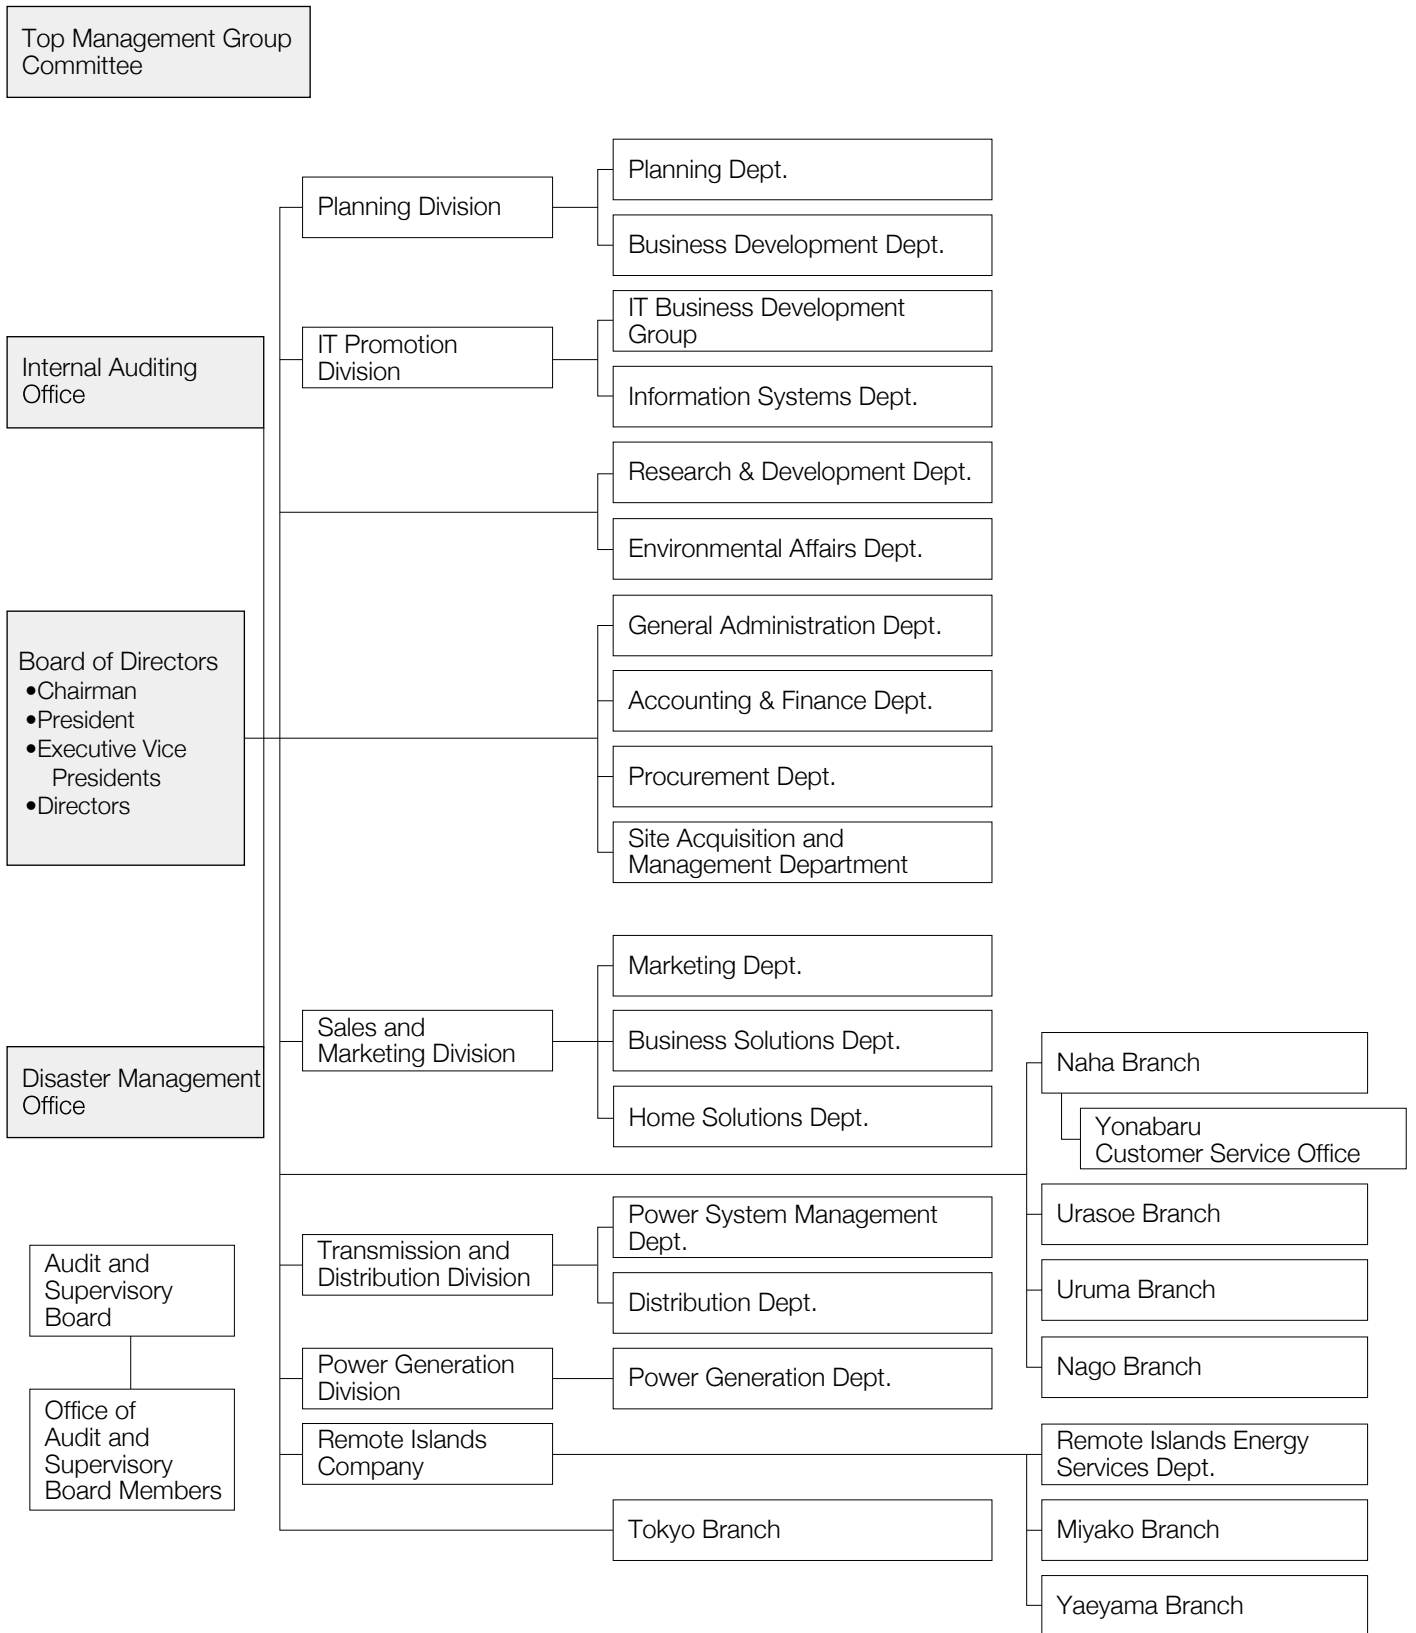 Top Management Group
Committee
Planning Division
Planning Dept.
Business Development Dept.
IT Promotion
Division
IT Business Development
Group
Information Systems Dept.
Internal Auditing
Office
Research & Development Dept.
Environmental Affairs Dept.
Board of Directors
•Chairman
•President
•Executive Vice
Presidents
•Directors
General Administration Dept.
Accounting & Finance Dept.
Procurement Dept.
Site Acquisition and
Management Department
Sales and
Marketing Division
Marketing Dept.
Business Solutions Dept.
Home Solutions Dept.
Disaster Management
Office
Naha Branch
Yonabaru
Customer Service Office
Urasoe Branch
Uruma Branch
Nago Branch
Transmission and
Distribution Division
Power System Management
Dept.
Distribution Dept.
Audit and
Supervisory
Board
Office of
Audit and
Supervisory
Board Members
Power Generation
Division
Power Generation Dept.
Remote Islands
Company
Remote Islands Energy
Services Dept.
Miyako Branch
Yaeyama Branch
Tokyo Branch